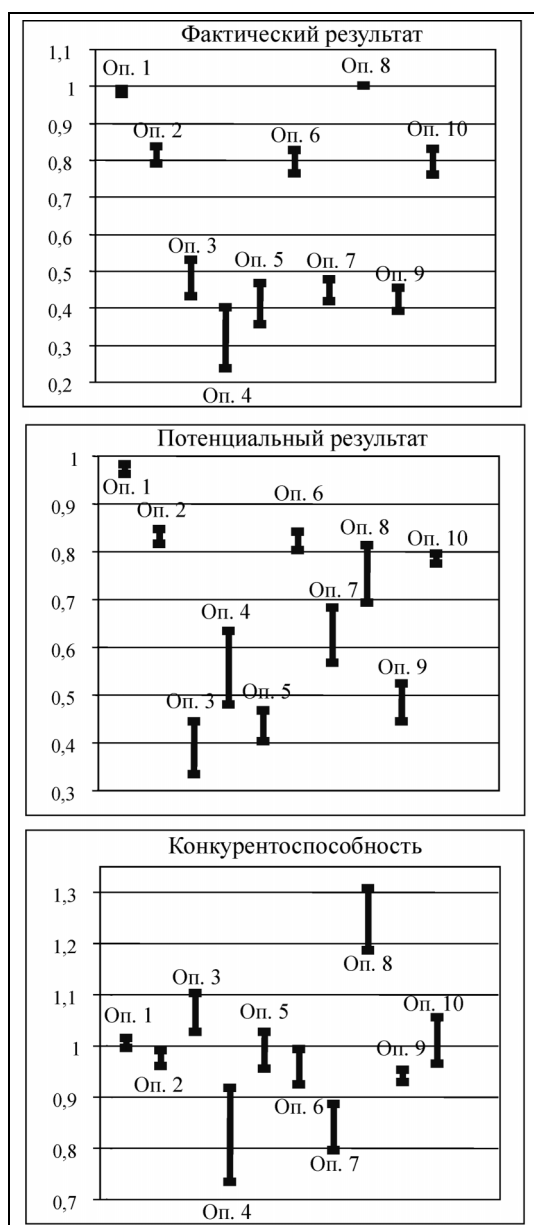 Фактический результат
1,1
Оп. 1
Оп. 8
1
0,9
Оп. 2
Оп. 6
Оп. 10
0,8
0,7
0,6
Оп. 3
Оп. 5
Оп. 7
Оп. 9
0,5
0,4
0,3
0,2
Оп. 4
Потенциальный результат
1
Оп. 1
Оп. 6
0,9
Оп. 2
Оп. 8
Оп. 10
0,8
0,7
Оп. 7
Оп. 4
0,6
Оп. 9
0,5
Оп. 3
Оп. 5
0,4
0,3
Конкурентоспособность
1,3
1,2
Оп. 8
Оп. 3
1,1
Оп. 1
Оп. 5
Оп. 10
1
Оп. 9
Оп. 2
0,9
Оп. 6
0,8
Оп. 7
0,7
Оп. 4